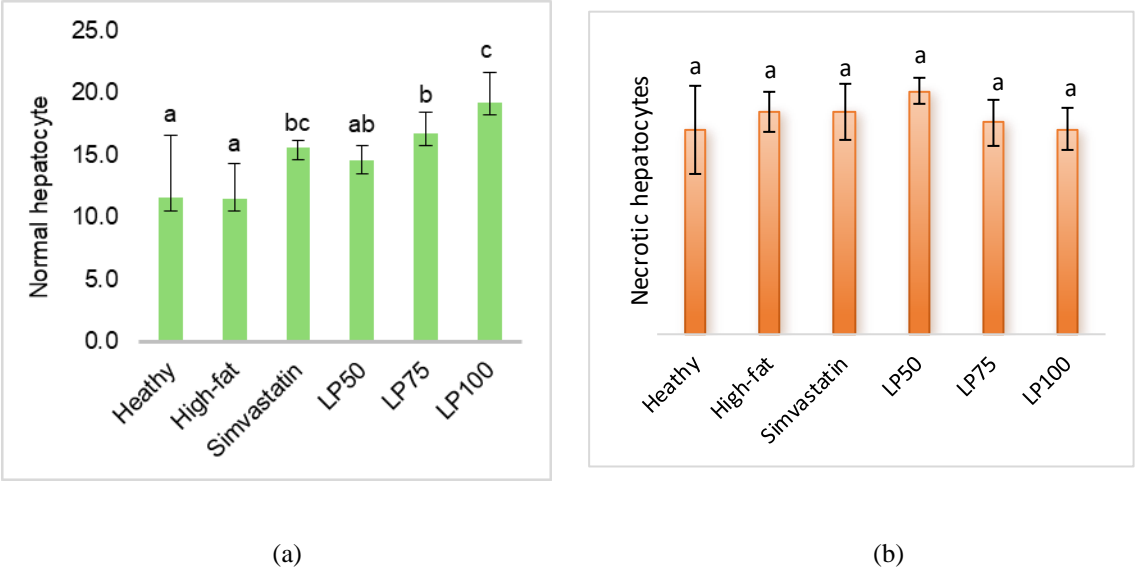 25.0
20.0
15.0
10.0
5.0
0.0
Normal hepatocyte
a
a
bc
ab
b
c
Heathy
High-fat
Simvastatin
LP50
LP75
LP100
(a)
Necrotic hepatocytes
a
a
a
a
a
a
Heathy
High-fat
Simvastatin
LP50
LP75
LP100
(b)